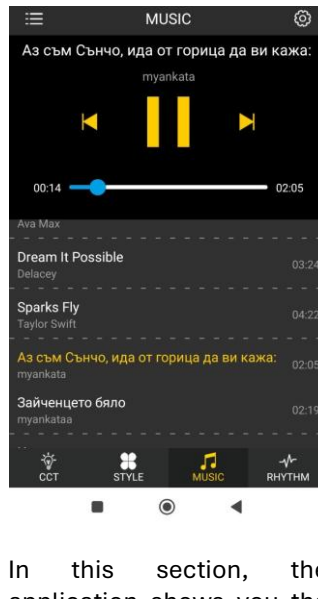 MUSIC
Аз съм Сънчо, ида от горица да ви кажа:
myankata
00:14 02:05
Ava Max
Dream It Possible
Delacey 03:24
Sparks Fly
Taylor Swift 04:22
Аз съм Сънчо, ида от горица да ви кажа:
myankata 02:05
Зайченцето бяло
myankataa 02:19
CCT STYLE MUSIC RHYTHM
In this section, the
application shows you the